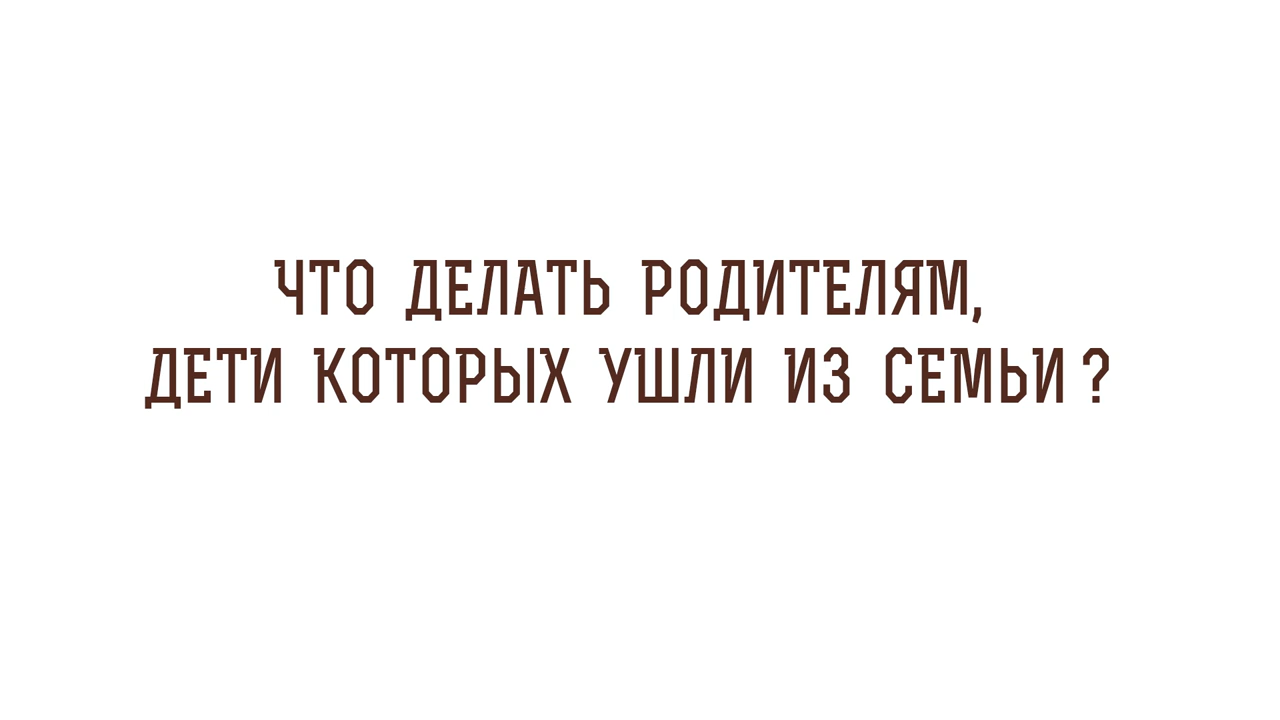 ЧТО ДЕЛАТЬ РОДИТЕЛЯМ,
ДЕТИ КОТОРЫХ УШЛИ ИЗ СЕМЬИ ?